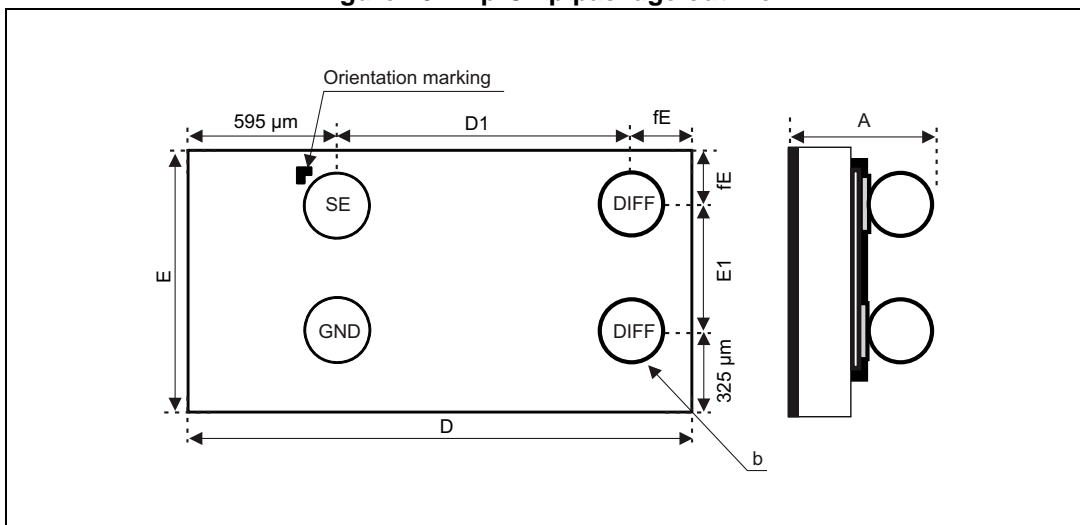 Orientation marking
595 µm
D1
fE
A
SE
DIFF
fE
E
E1
GND
DIFF
325 µm
D
b